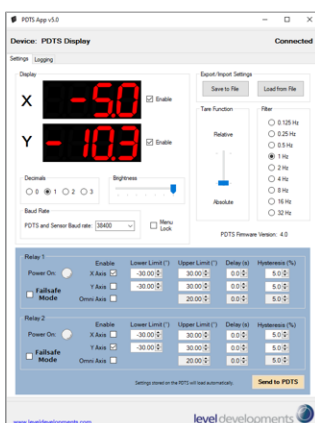 PDTS App v5.0
Device: PDTS Display
Connected
Settings
Logging
Display
X
-5.0
Enable
Y
-10.3
Enable
Decimals
0 1 2 3
Brightness
Baud Rate
PDTS and Sensor Baud rate: 38400
Menu
Lock
Export/Import Settings
Save to File
Load from File
Tare Function
Relative
Absolute
Filter
0.125 Hz
0.25 Hz
0.5 Hz
1 Hz
2 Hz
4 Hz
8 Hz
16 Hz
32 Hz
PDTS Firmware Version: 4.0
Relay 1
Enable Lower Limit (°) Upper Limit (°) Delay (s) Hysteresis (%)
Power On: X Axis -30.00 30.00 0.0 5.0
Y Axis -30.00 30.00 0.0 5.0
Failsafe
Mode
Omni Axis 20.00 0.0 5.0
Relay 2
Enable Lower Limit (°) Upper Limit (°) Delay (s) Hysteresis (%)
Power On: X Axis -30.00 30.00 0.0 5.0
Y Axis -30.00 30.00 0.0 5.0
Failsafe
Mode
Omni Axis 20.00 0.0 5.0
Settings stored on the PDTS will load automatically.
Send to PDTS
www.leveldevelopments.com
level developments